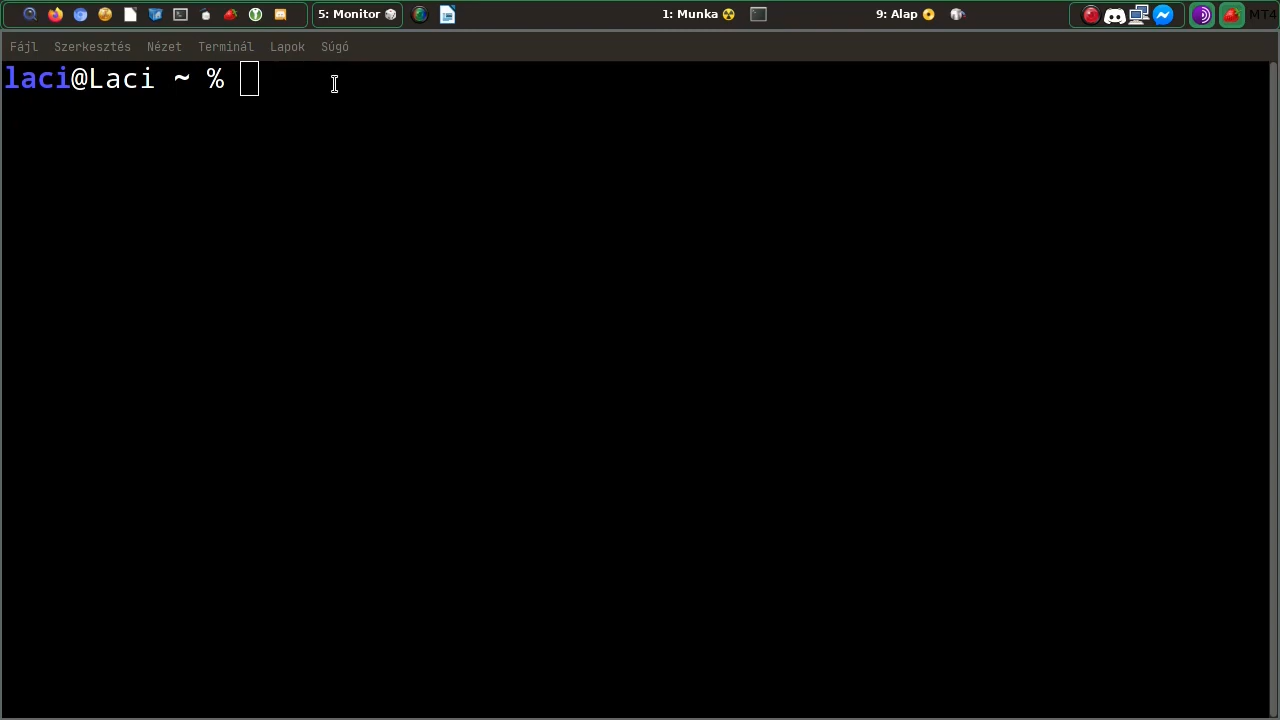 5: Monitor 1: Munka 9: Alap MT4
Fájl Szerkesztés Nézet Terminál Lapok Súgó
laci@Laci ~ %